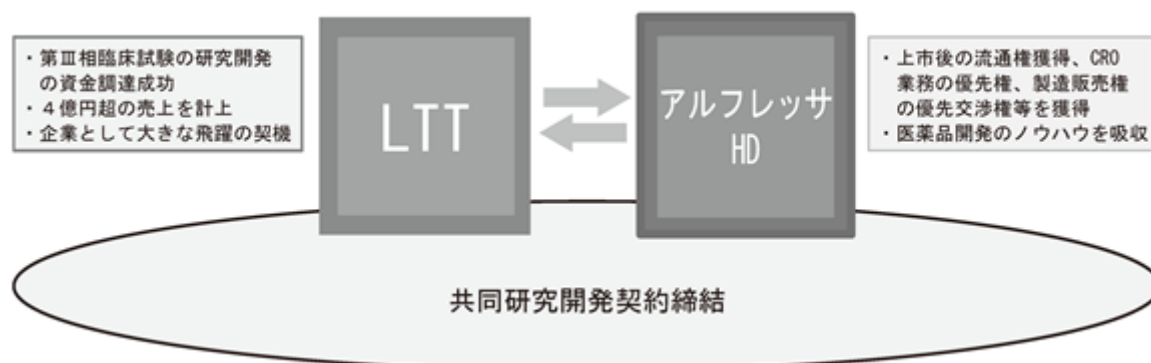 ・第Ⅲ相臨床試験の研究開発
の資金調達成功
・４億円超の売上を計上
・企業として大きな飛躍の契機
LTT
アルフレッサ
HD
・上市後の流通権獲得、CRO
業務の優先権、製造販売権
の優先交渉権等を獲得
・医薬品開発のノウハウを吸収
共同研究開発契約締結